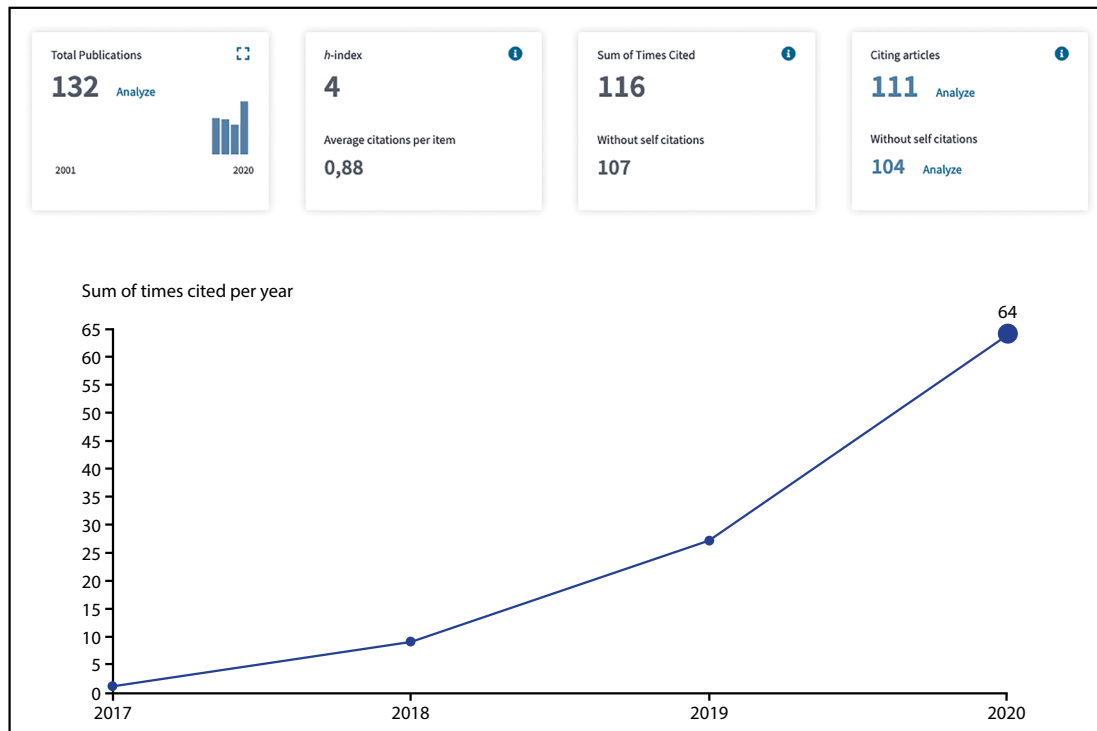 Total Publications
132 Analyze
2001 2020
h-index
4
Average citations per item
0,88
Sum of Times Cited
116
Without self citations
107
Citing articles
111 Analyze
Without self citations
104 Analyze
Sum of times cited per year
64
65
60
55
50
45
40
35
30
25
20
15
10
5
0
2017 2018 2019 2020